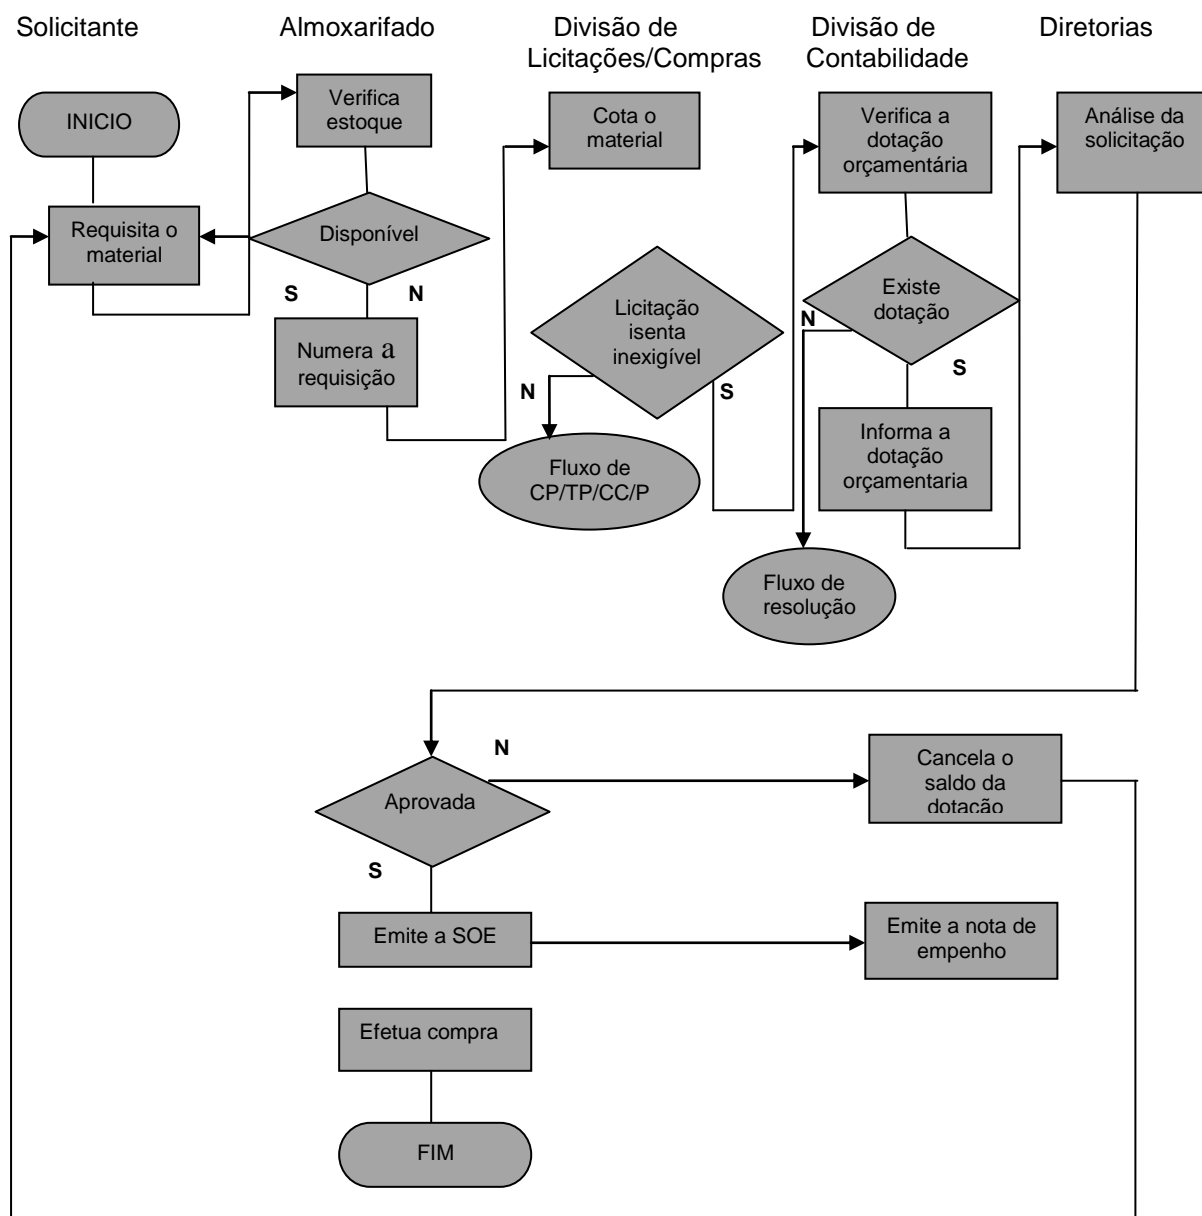 Solicitante
Almoxarifado
Divisão de
Licitações/Compras
Divisão de
Contabilidade
Diretorias
INICIO
Verifica
estoque
Cota o
material
Verifica a
dotação
orçamentária
Análise da
solicitação
Requisita o
material
Disponível
S
N
Numera a
requisição
Licitação
isenta
inexigível
N
S
Existe
dotação
N
S
Fluxo de
CP/TP/CC/P
Informa a
dotação
orçamentaria
Fluxo de
resolução
N
Aprovada
S
Cancela o
saldo da
dotação
Emite a SOE
Emite a nota de
empenho
Efetua compra
FIM